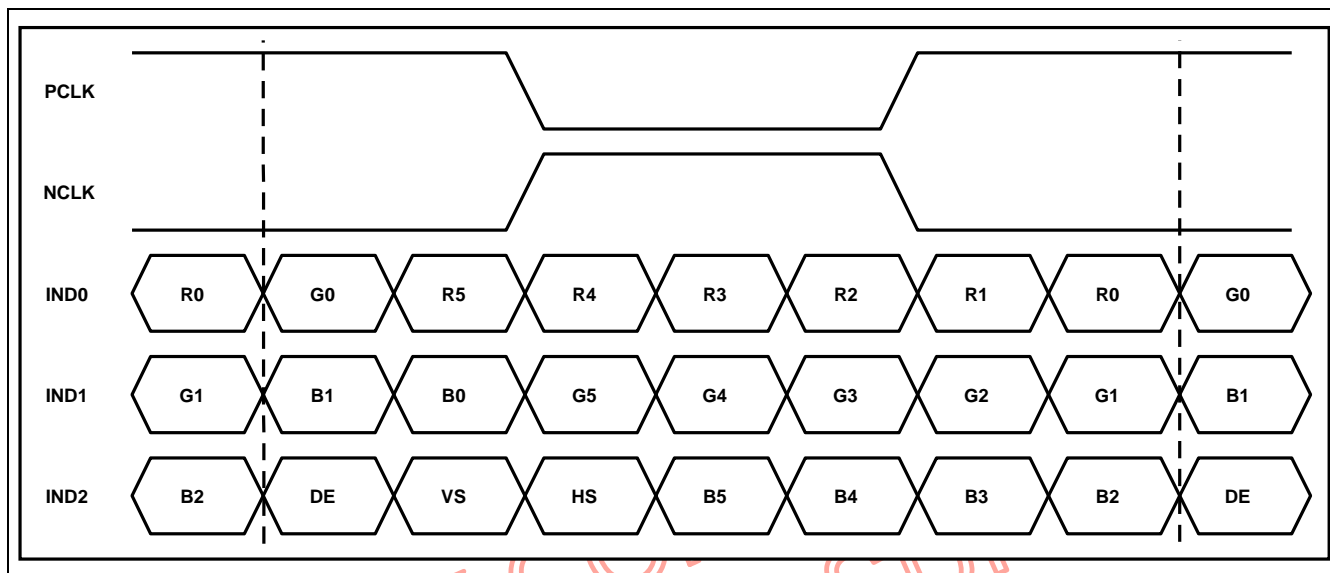 PCLK
NCLK
IND0 R0 G0 R5 R4 R3 R2 R1 R0 G0
IND1 G1 B1 B0 G5 G4 G3 G2 G1 B1
IND2 B2 DE VS HS B5 B4 B3 B2 DE